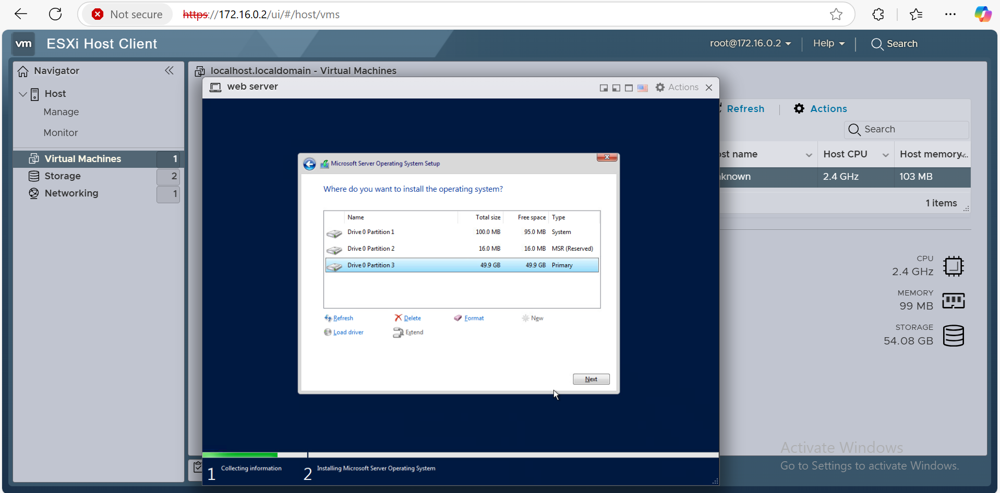 Not secure
https://172.16.0.2/ui/#/host/vms
vm ESXi Host Client
root@172.16.0.2
Help
Search
Navigator
Host
Manage
Monitor
Virtual Machines 1
Storage 2
Networking 1
localhost.localdomain - Virtual Machines
web server
Actions
Refresh
Actions
Search
st name
Host CPU
Host memory...
known
2.4 GHz
103 MB
1 items
CPU
2.4 GHz
MEMORY
99 MB
STORAGE
54.08 GB
Microsoft Server Operating System Setup
Where do you want to install the operating system?
Name Total size Free space Type
Drive 0 Partition 1 100.0 MB 95.0 MB System
Drive 0 Partition 2 16.0 MB 16.0 MB MSR (Reserved)
Drive 0 Partition 3 49.9 GB 49.9 GB Primary
Refresh Delete Format New
Load driver Extend
Next
1 Collecting information
2 Installing Microsoft Server Operating System
Activate Windows
Go to Settings to activate Windows.